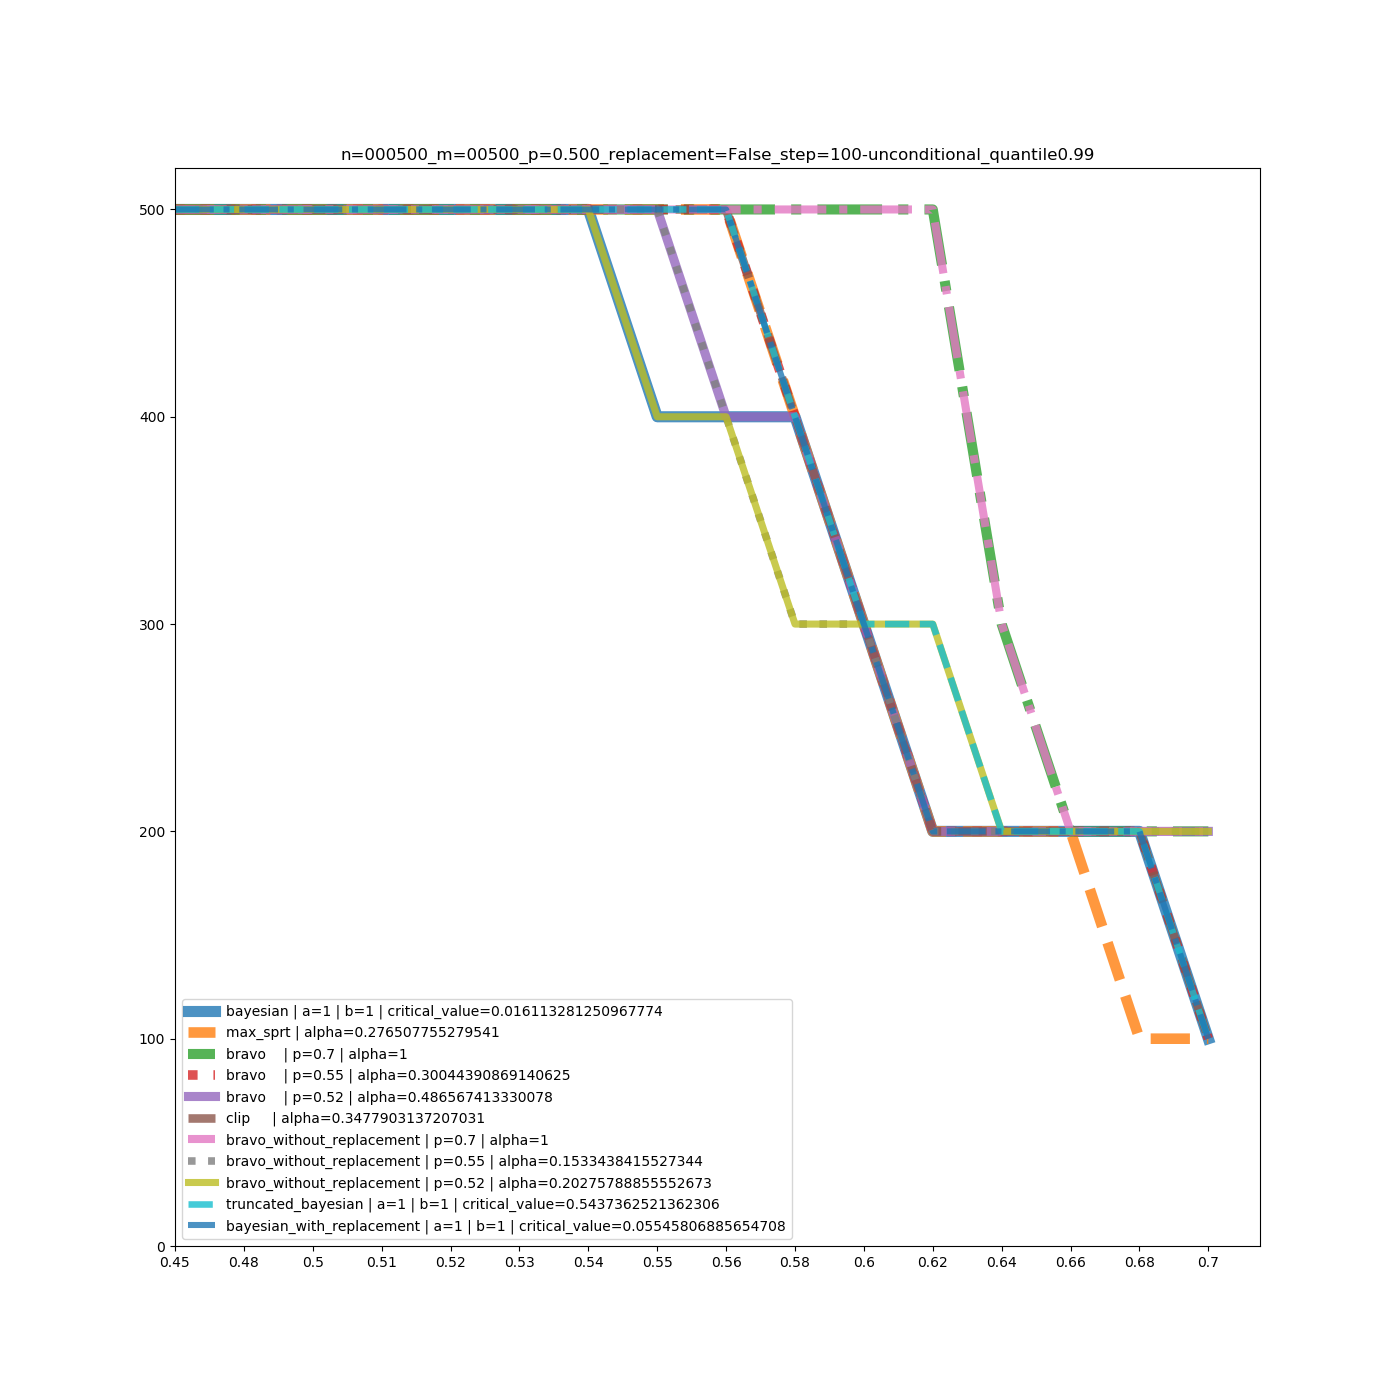 n=000500_m=00500_p=0.500_replacement=False_step=100-unconditional_quantile0.99
500
400
300
200
100
0
bayesian | a=1 | b=1 | critical_value=0.016113281250967774
max_sprt | alpha=0.276507755279541
bravo | p=0.7 | alpha=1
bravo | p=0.55 | alpha=0.30044390869140625
bravo | p=0.52 | alpha=0.486567413330078
clip | alpha=0.3477903137207031
bravo_without_replacement | p=0.7 | alpha=1
bravo_without_replacement | p=0.55 | alpha=0.1533438415527344
bravo_without_replacement | p=0.52 | alpha=0.20275788855552673
truncated_bayesian | a=1 | b=1 | critical_value=0.5437362521362306
bayesian_with_replacement | a=1 | b=1 | critical_value=0.05545806885654708
0.45 0.48 0.5 0.51 0.52 0.53 0.54 0.55 0.56 0.58 0.6 0.62 0.64 0.66 0.68 0.7